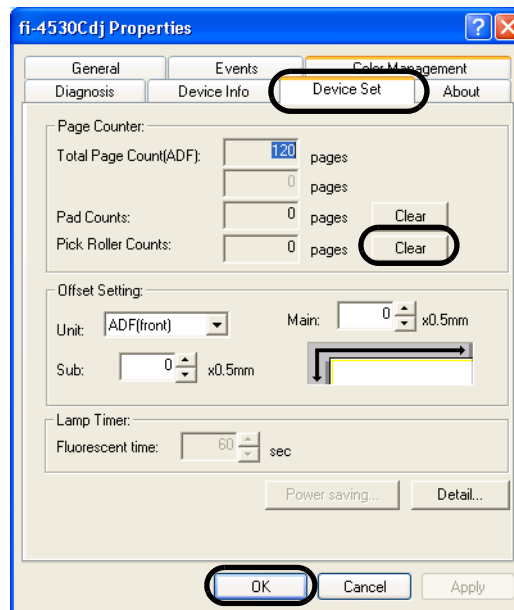 fi-4530Cdj Properties
General Events Color Management
Diagnosis Device Info Device Set About
Page Counter:
Total Page Count(ADF): 120 pages
0 pages
Pad Counts: 0 pages Clear
Pick Roller Counts: 0 pages Clear
Offset Setting:
Unit: ADF(front) Main: 0 x0.5mm
Sub: 0 x0.5mm
Lamp Timer:
Fluorescent time: 60 sec
Power saving... Detail...
OK Cancel Apply